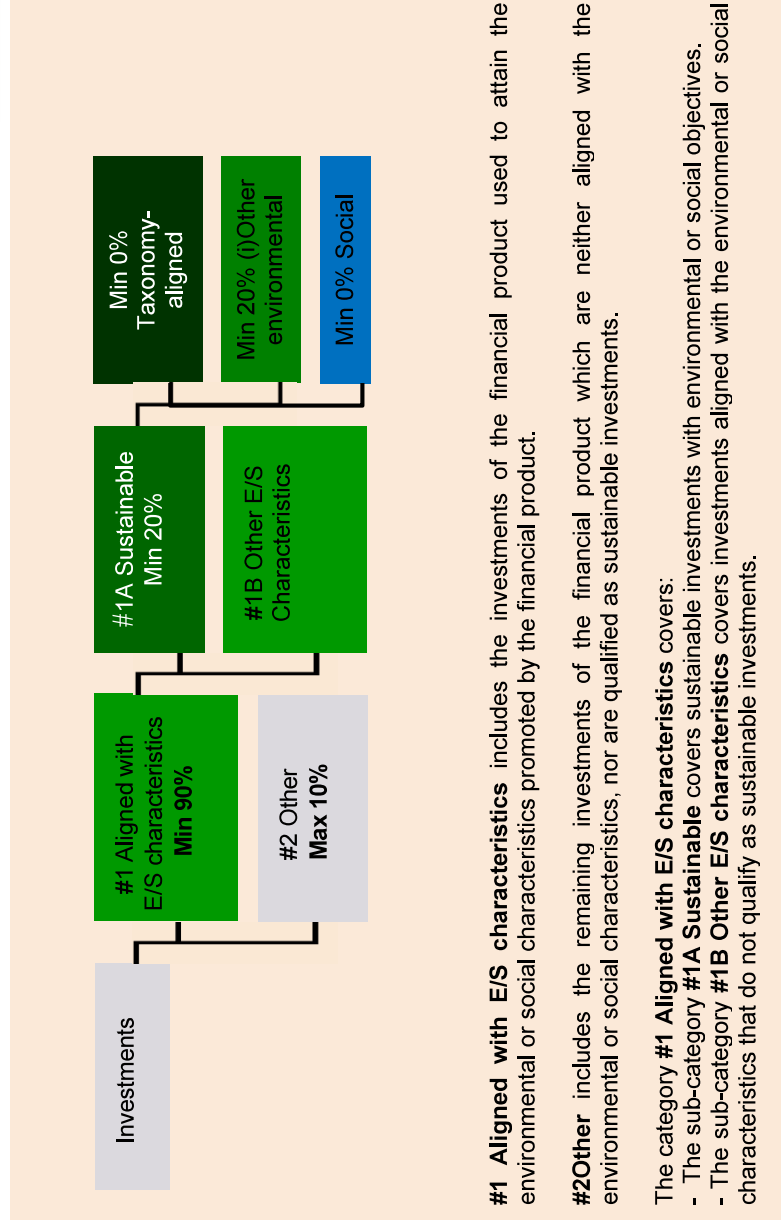 Investments
#1 Aligned with
E/S characteristics
Min 90%
#2 Other
Max 10%
#1A Sustainable
Min 20%
#1B Other E/S
Characteristics
Min 0%
Taxonomy-
aligned
Min 20% (i)Other
environmental
Min 0% Social
#1 Aligned with E/S characteristics includes the investments of the financial product used to attain the
environmental or social characteristics promoted by the financial product.
#2Other includes the remaining investments of the financial product which are neither aligned with the
environmental or social characteristics, nor are qualified as sustainable investments.
The category #1 Aligned with E/S characteristics covers:
- The sub-category #1A Sustainable covers sustainable investments with environmental or social objectives.
- The sub-category #1B Other E/S characteristics covers investments aligned with the environmental or social
characteristics that do not qualify as sustainable investments.